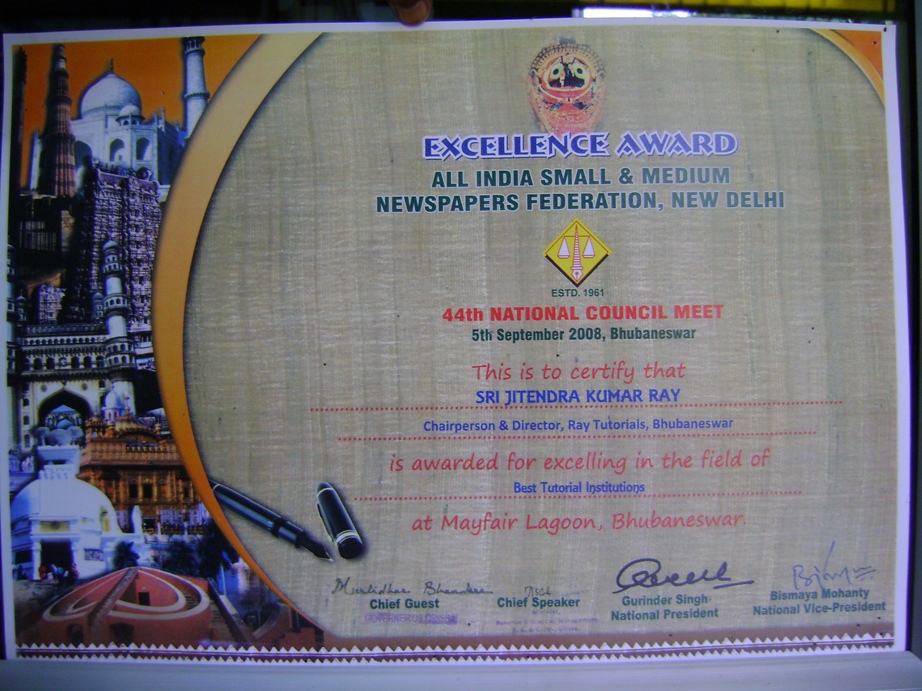 EXCELLENCE AWARD
ALL INDIA SMALL & MEDIUM
NEWSPAPERS FEDERATION, NEW DELHI
ESTD. 1961
44th NATIONAL COUNCIL MEET
5th September 2008, Bhubaneswar
This is to certify that
SRI JITENDRA KUMAR RAY
Chairperson & Director, Ray Tutorials, Bhubaneswar
is awarded for excelling in the field of
Best Tutorial Institutions
at Mayfair Lagoon, Bhubaneswar.
Murlidhar Bhandare
Chief Guest
Chief Speaker
Gurinder Singh
National President
Bismaya Mohanty
National Vice-President